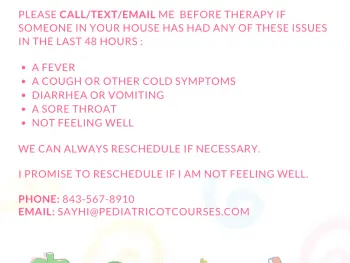 PLEASE CALL/TEXT/EMAIL ME BEFORE THERAPY IF
SOMEONE IN YOUR HOUSE HAS HAD ANY OF THESE ISSUES
IN THE LAST 48 HOURS :
• A FEVER
• A COUGH OR OTHER COLD SYMPTOMS
• DIARRHEA OR VOMITING
• A SORE THROAT
• NOT FEELING WELL
WE CAN ALWAYS RESCHEDULE IF NECESSARY.
I PROMISE TO RESCHEDULE IF I AM NOT FEELING WELL.
PHONE: 843-567-8910
EMAIL: SAYHI@PEDIATRICOTCOURSES.COM